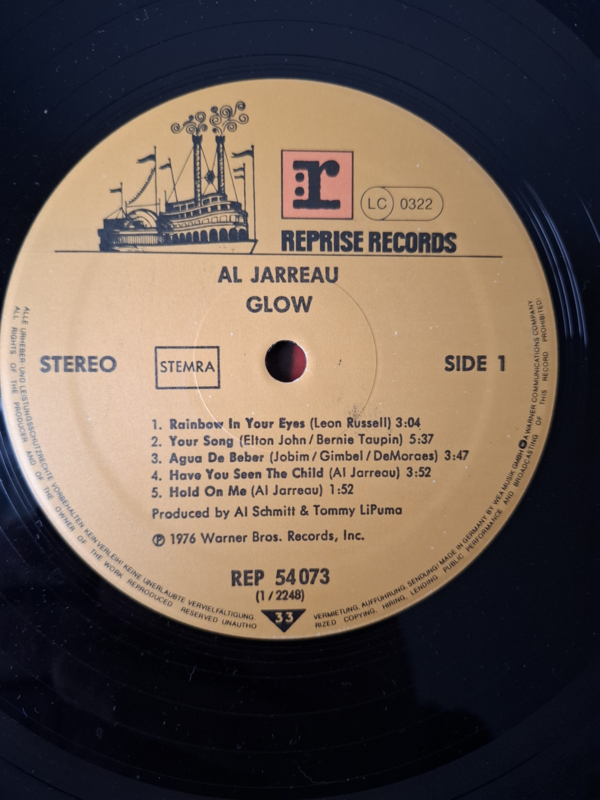 r
LC 0322
REPRISE RECORDS
AL JARREAU
GLOW
STEREO
STEMRA
SIDE 1
1. Rainbow In Your Eyes (Leon Russell) 3:04
2. Your Song (Elton John / Bernie Taupin) 5:37
3. Agua De Beber (Jobim / Gimbel / DeMoraes) 3:47
4. Have You Seen The Child (Al Jarreau) 3:52
5. Hold On Me (Al Jarreau) 1:52
Produced by Al Schmitt & Tommy LiPuma
℗ 1976 Warner Bros. Records, Inc.
REP 54 073
(1 / 2248)
33
ALLE URHEBER- UND LEISTUNGSSCHUTZRECHTE VORBEHALTEN KEIN VERLEIH! KEINE UNERLAUBTE VERVIELFÄLTIGUNG,
VERMIETUNG, AUFFÜHRUNG, SENDUNG! MADE IN GERMANY BY WEA MUSIK GMBH A WARNER COMMUNICATIONS COMPANY
ALL RIGHTS OF THE PRODUCER AND OF THE OWNER OF THE WORK REPRODUCED RESERVED UNAUTHO
RIZED COPYING, HIRING, LENDING, PUBLIC PERFORMANCE AND BROADCASTING OF THIS RECORD PROHIBITED.